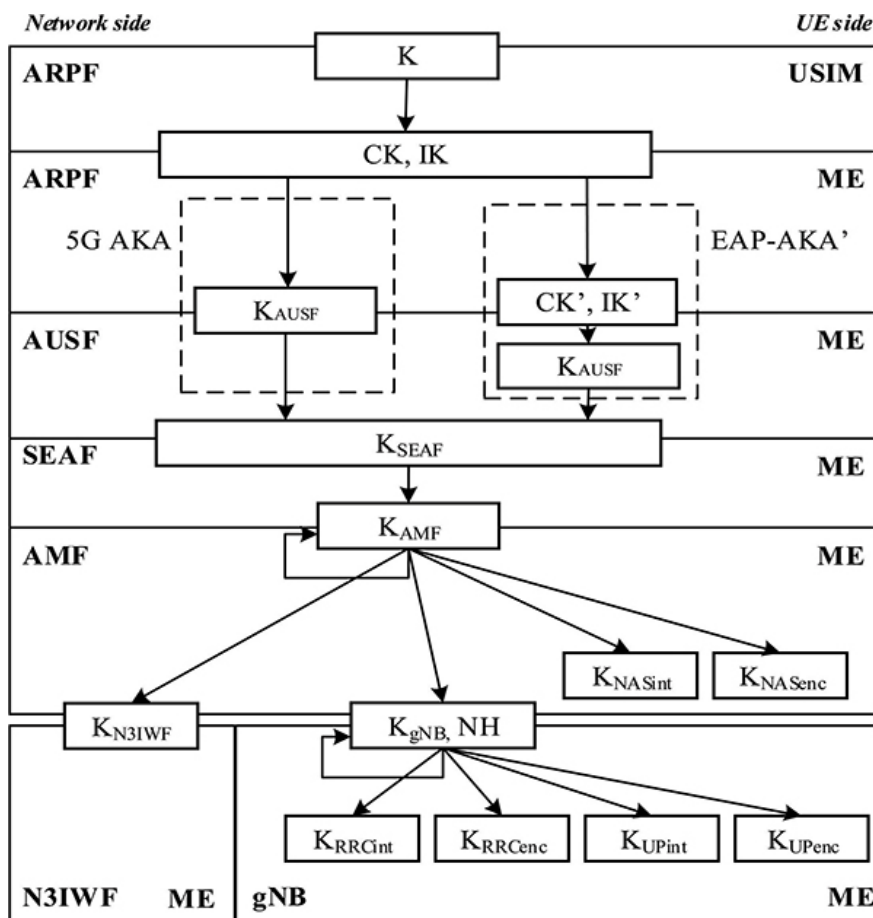 Network side
UE side
K
ARPF
USIM
CK, IK
ARPF
ME
5G AKA
EAP-AKA’
KAUSF
CK’, IK’
AUSF
ME
KAUSF
KSEAF
SEAF
ME
KAMF
AMF
ME
KNASint
KNASenc
KN3IWF
KgNB, NH
KRRCint
KRRCenc
KUPint
KUPenc
N3IWF
ME
gNB
ME